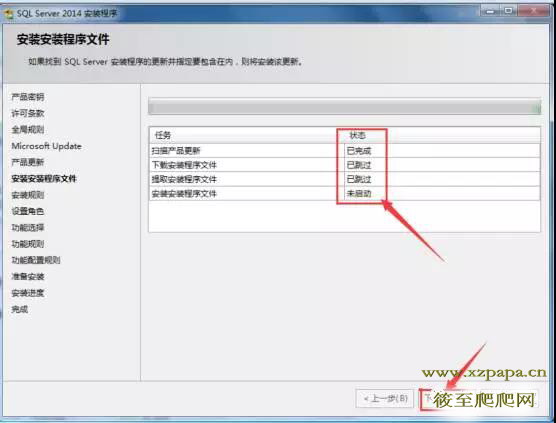 SQL Server 2014 安装程序
安装安装程序文件
如果找到 SQL Server 安装程序的更新并指定要包含在内，则将安装该更新。
产品密钥
许可条款
全局规则
Microsoft Update
产品更新
安装安装程序文件
安装规则
设置角色
功能选择
功能规则
功能配置规则
准备安装
安装进度
完成
任务 状态
扫描产品更新 已完成
下载安装程序文件 已跳过
提取安装程序文件 已跳过
安装安装程序文件 未启动
www.xzpapa.cn
< 上一步(B) 下
筱至爬爬网